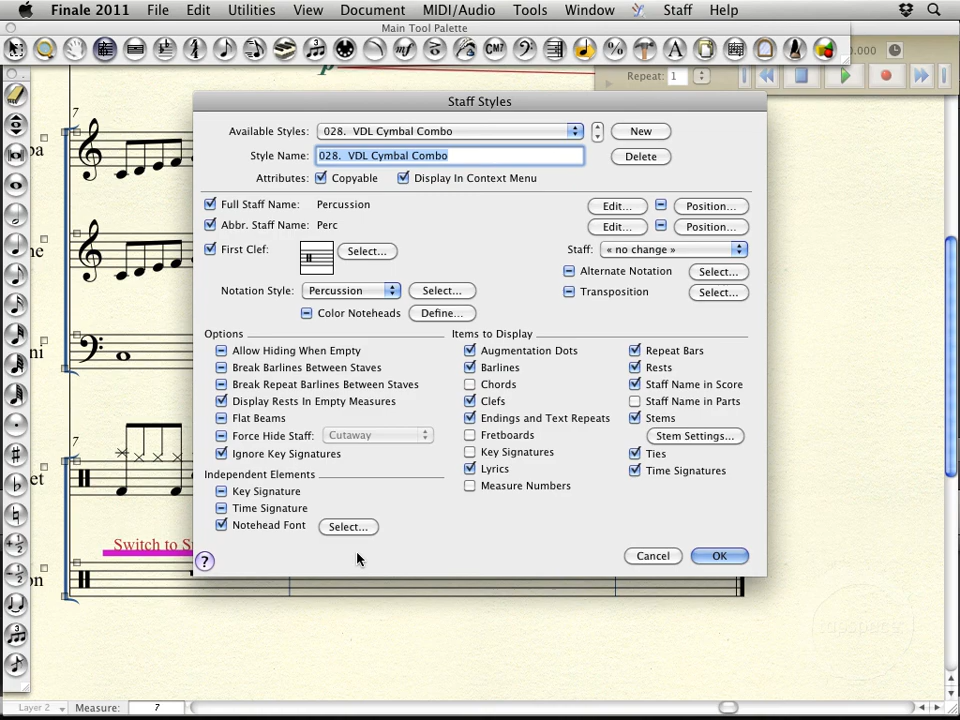 Finale 2011 File Edit Utilities View Document MIDI/Audio Tools Window Staff Help
Main Tool Palette
CM7
Repeat: 1
7
Staff Styles
Available Styles: 028. VDL Cymbal Combo New
Style Name: 028. VDL Cymbal Combo Delete
Attributes: Copyable Display In Context Menu
Full Staff Name: Percussion Edit... Position...
Abbr. Staff Name: Perc Edit... Position...
First Clef: Select... Staff: « no change »
Alternate Notation Select...
Notation Style: Percussion Select... Transposition Select...
Color Noteheads Define...
Options Items to Display
Allow Hiding When Empty Augmentation Dots Repeat Bars
Break Barlines Between Staves Barlines Rests
Break Repeat Barlines Between Staves Chords Staff Name in Score
Display Rests In Empty Measures Clefs Staff Name in Parts
Flat Beams Endings and Text Repeats Stems
Force Hide Staff: Cutaway Fretboards Stem Settings...
Ignore Key Signatures Key Signatures Ties
Independent Elements Lyrics Time Signatures
Key Signature Measure Numbers
Time Signature
Notehead Font Select...
7
Switch to
? Cancel OK
Layer 2 Measure: 7